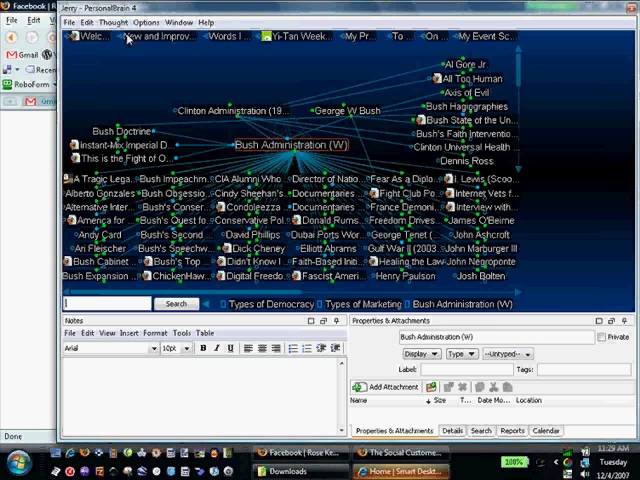 Facebook | Ro
Jerry - PersonalBrain 4
File Edit Thought Options Window Help
Welc... New and Improv... Words I ... Yi-Tan Week... My Pr... To ... On ... My Event Sc...
Gmail
Recen
RoboForm
Al Gore Jr.
All Too Human
Axis of Evil
Clinton Administration (19... George W Bush Bush Hagiographies
Bush State of the Un
Bush Doctrine Bush's Faith Interventio
Instant-Mix Imperial D Bush Administration (W) Clinton Universal Health
This is the Fight of O... Dennis Ross
A Tragic Lega.. Bush Impeachm. CIA Alumni Who Director of Natio.. Fear As a Diplo.. I. Lewis (Scoo
Alberto Gonzales Bush Obsessio Cindy Sheehan's Documentaries Fight Club Po Internet Vets f
Alternative Inter Bush's Conser.. Condoleezza Documentaries.. France Demoni Interview with
America for Bush's Quest fo Conservative Pol Donald Rums. Freedom Drives James O'Beirne
Andy Card Bush's Second David Phillips Dubai Ports Wor George Tenet ( John Ashcroft
Ari Fleischer Bush's Speechw Dick Cheney Elliott Abrams Gulf War II (2003.. John Marburger III
Bush Cabinet Bush's Top Didn't Know I Faith-Based Inib Healing the Law John Negroponte
Bush Expansion ChickenHaw. Digital Freedo. Fascist Ameri... Henry Paulson Josh Bolten
Search Types of Democracy Types of Marketing Bush Administration (W)
Notes Properties & Attachments
File Edit View Insert Format Tools Table
Bush Administration (W) Private
Arial 10pt B I U
Display Type --Untyped--
Label: Tags:
Add Attachment
Name Size T... Date Mo... Location
Done
Properties & Attachments Details Search Reports Calendar
Facebook | Rose Ke... The Social Custome... 11:29 AM
100% Tuesday
Downloads Home | Smart Deskt... 12/4/2007